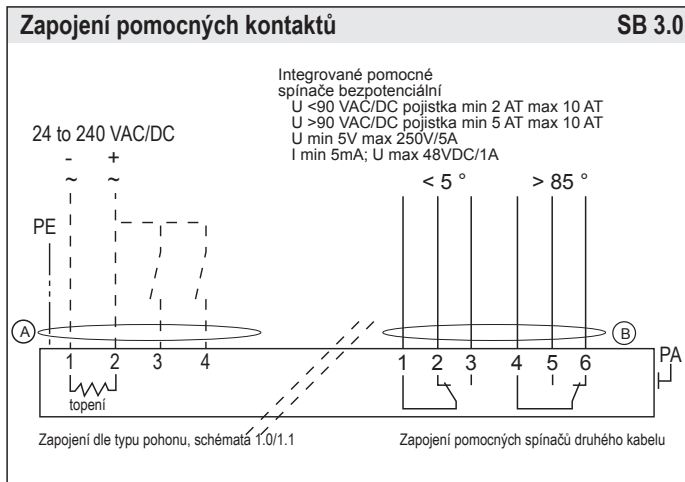 Zapojení pomocných kontaktů SB 3.0
Integrované pomocné
spínače bezpotenciální
U <90 VAC/DC pojistka min 2 AT max 10 AT
U >90 VAC/DC pojistka min 5 AT max 10 AT
U min 5V max 250V/5A
I min 5mA; U max 48VDC/1A
24 to 240 VAC/DC
- +
~ ~
< 5 ° > 85 °
PE
A B
1 2 3 4 1 2 3 4 5 6 PA
topení
Zapojení dle typu pohonu, schémata 1.0/1.1 Zapojení pomocných spínačů druhého kabelu